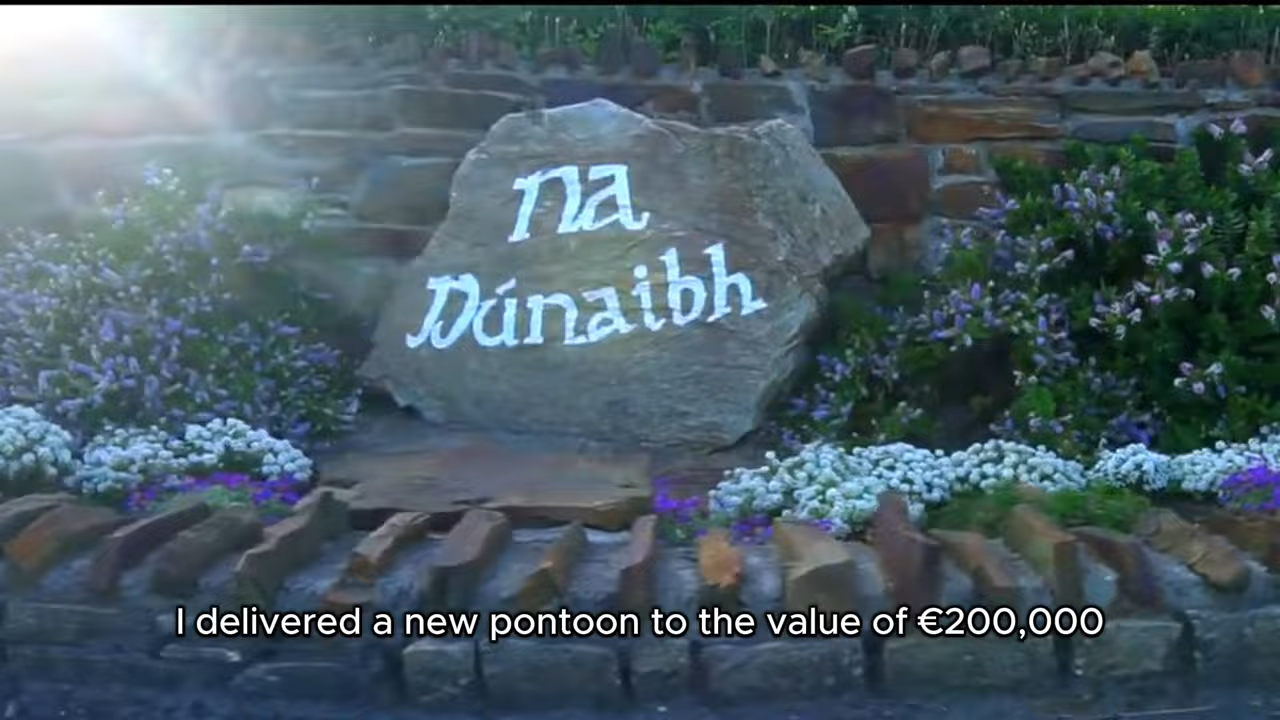 na
Dúnaibh
I delivered a new pontoon to the value of €200,000